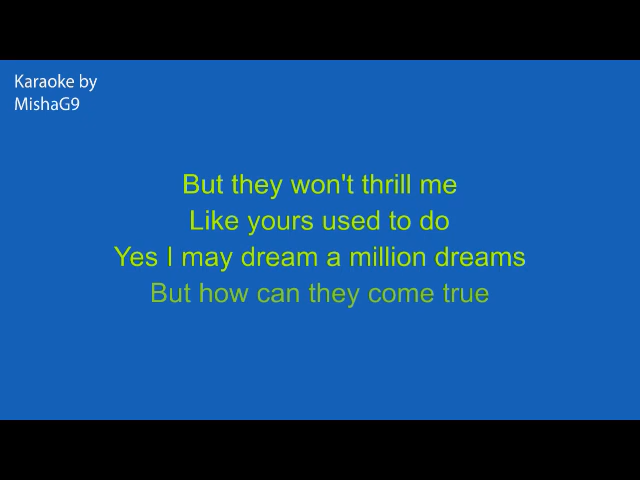 Karaoke by
MishaG9
But they won't thrill me
Like yours used to do
Yes I may dream a million dreams
But how can they come true